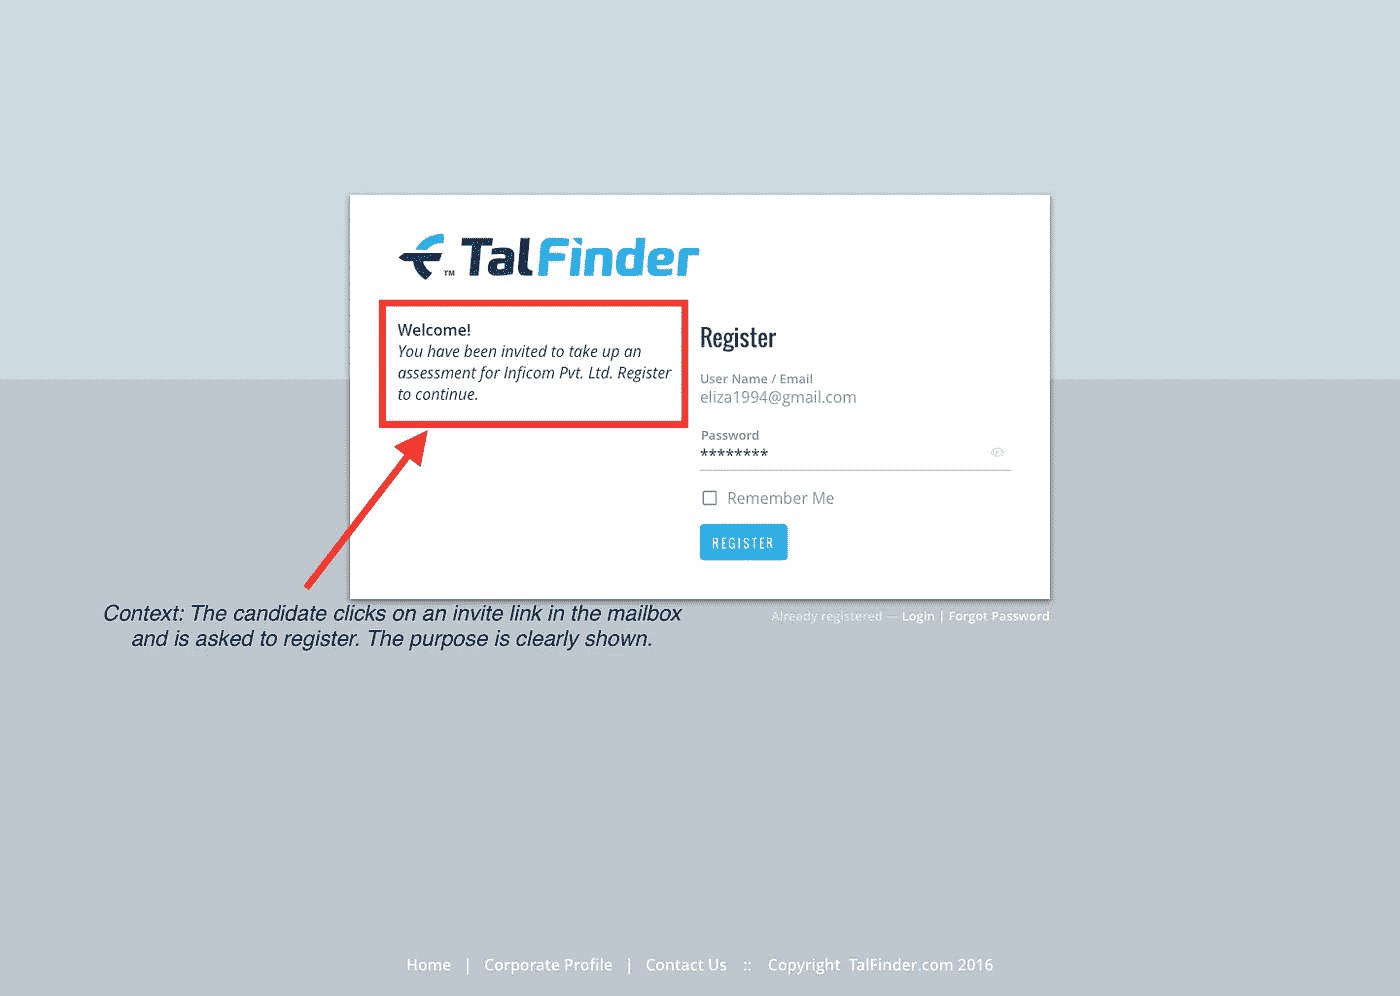 TM TalFinder
Welcome!
You have been invited to take up an
assessment for Inficom Pvt. Ltd. Register
to continue.
Register
User Name / Email
eliza1994@gmail.com
Password
********
Remember Me
REGISTER
Context: The candidate clicks on an invite link in the mailbox
and is asked to register. The purpose is clearly shown.
Already registered — Login | Forgot Password
Home | Corporate Profile | Contact Us :: Copyright TalFinder.com 2016